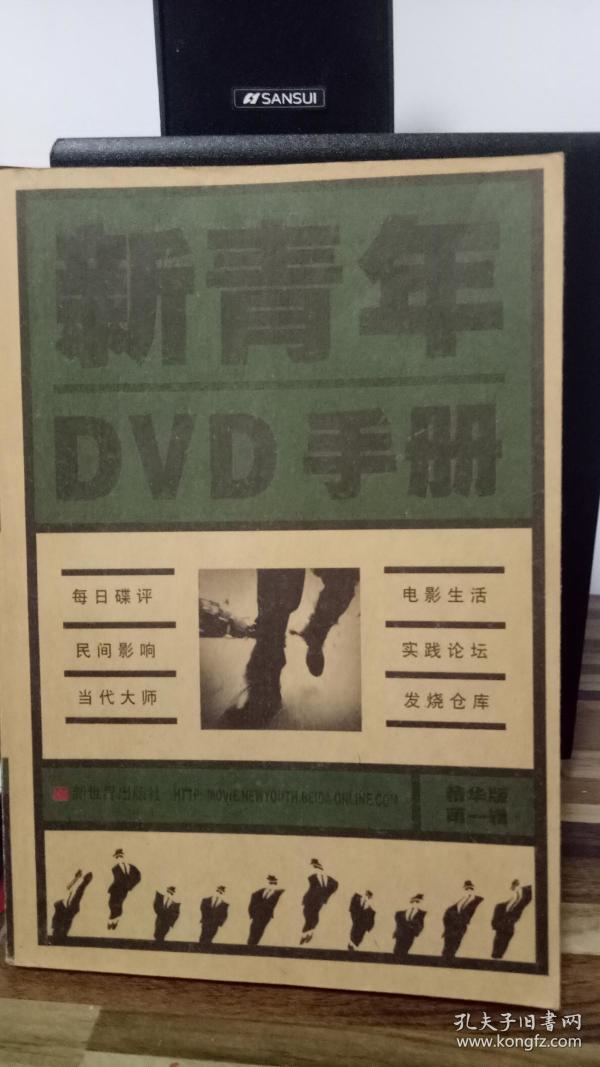 SANSUI
新青年
DVD手册
每日碟评
民间影响
当代大师
电影生活
实践论坛
发烧仓库
新世界出版社 HTTP://MOVIE.NEWYOUTH.BEIDA-ONLINE.COM
精华版
第一辑
孔夫子旧书网
www.kongfz.com